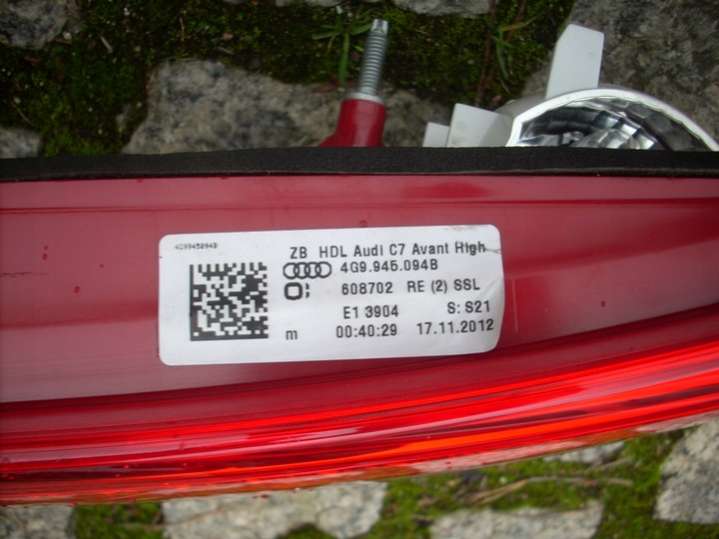 4G9945094B
ZB HDL Audi C7 Avant High
4G9.945.094B
608702 RE (2) SSL
E1 3904 S: S21
m 00:40:29 17.11.2012